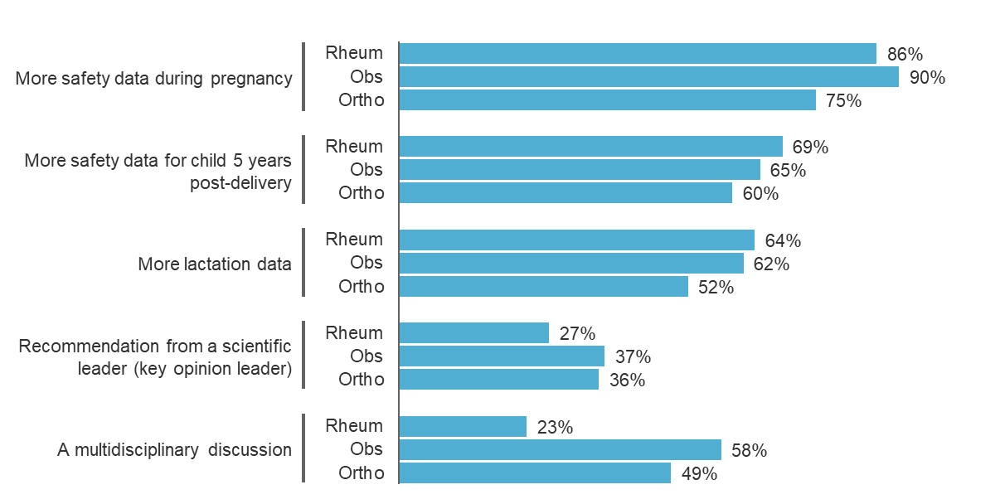 Rheum 86%
More safety data during pregnancy Obs 90%
Ortho 75%
Rheum 69%
More safety data for child 5 years
post-delivery
Obs 65%
Ortho 60%
Rheum 64%
More lactation data Obs 62%
Ortho 52%
Rheum 27%
Recommendation from a scientific
leader (key opinion leader)
Obs 37%
Ortho 36%
Rheum 23%
A multidisciplinary discussion Obs 58%
Ortho 49%